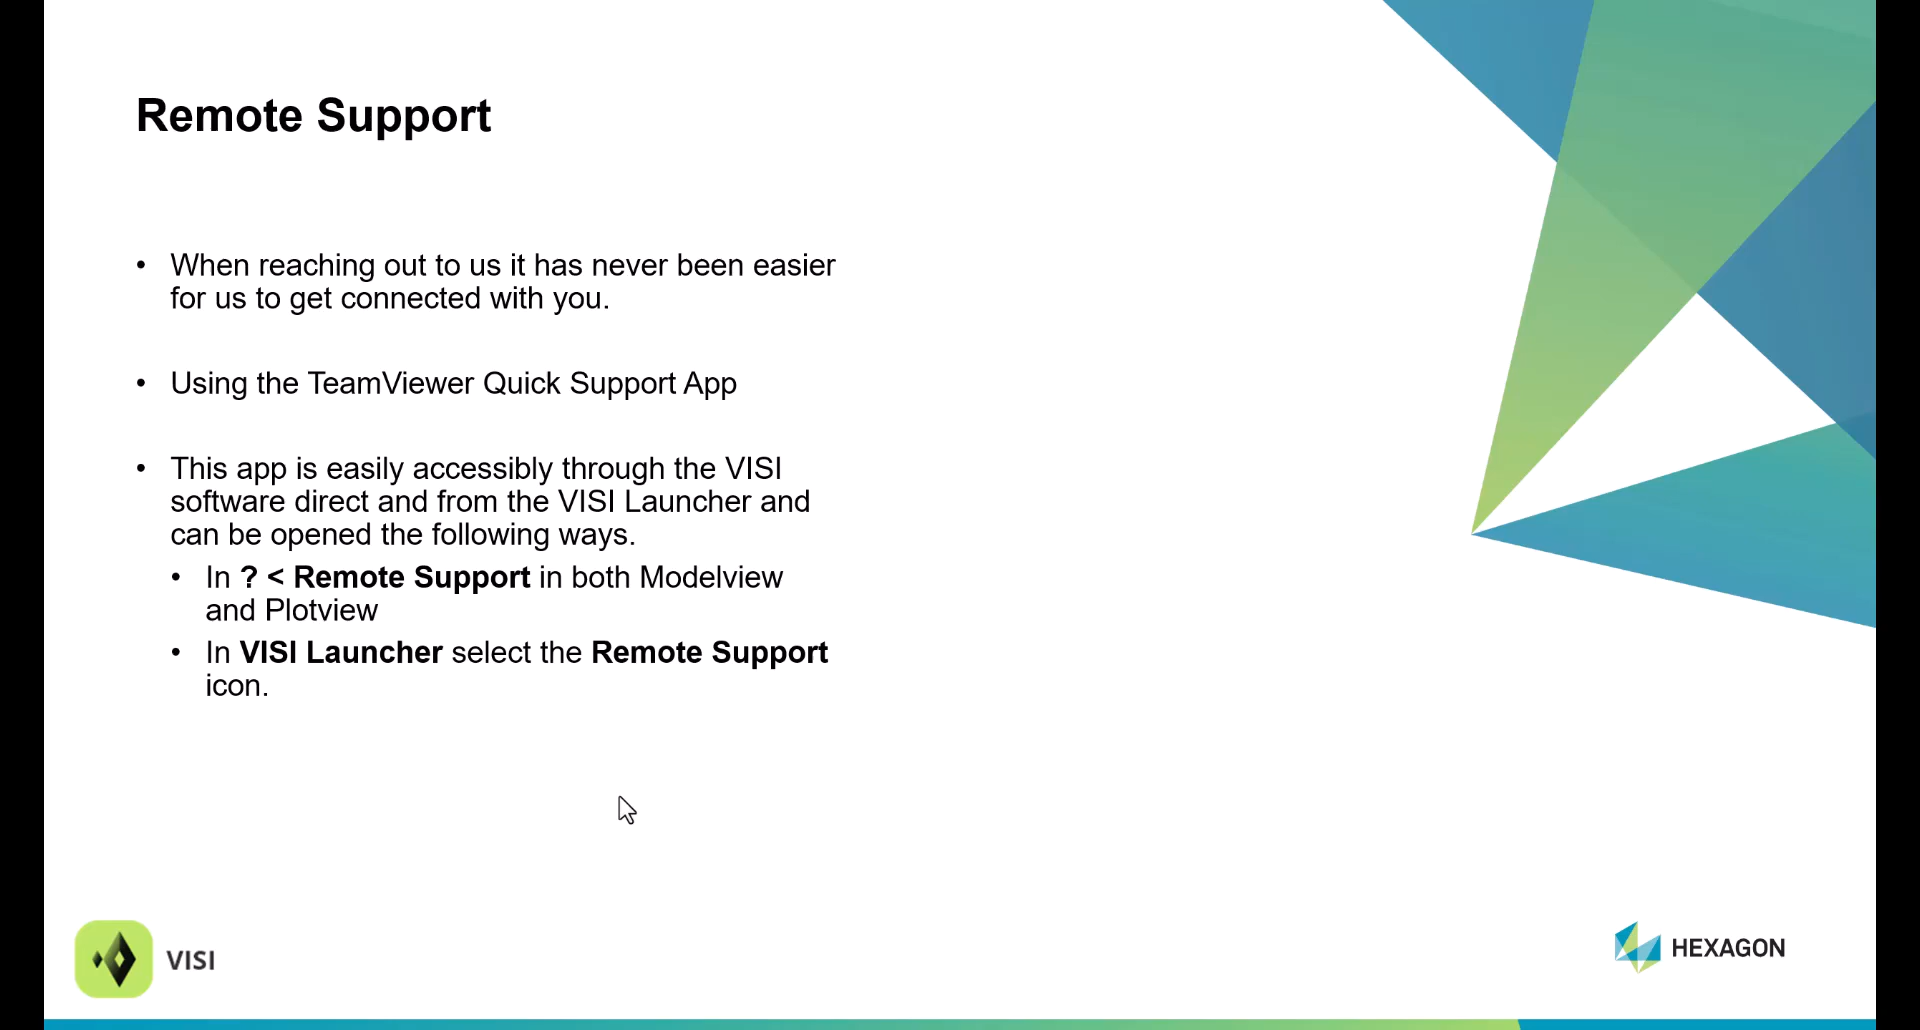 Remote Support
• When reaching out to us it has never been easier
for us to get connected with you.
• Using the TeamViewer Quick Support App
• This app is easily accessibly through the VISI
software direct and from the VISI Launcher and
can be opened the following ways.
• In ? < Remote Support in both Modelview
and Plotview
• In VISI Launcher select the Remote Support
icon.
VISI
HEXAGON